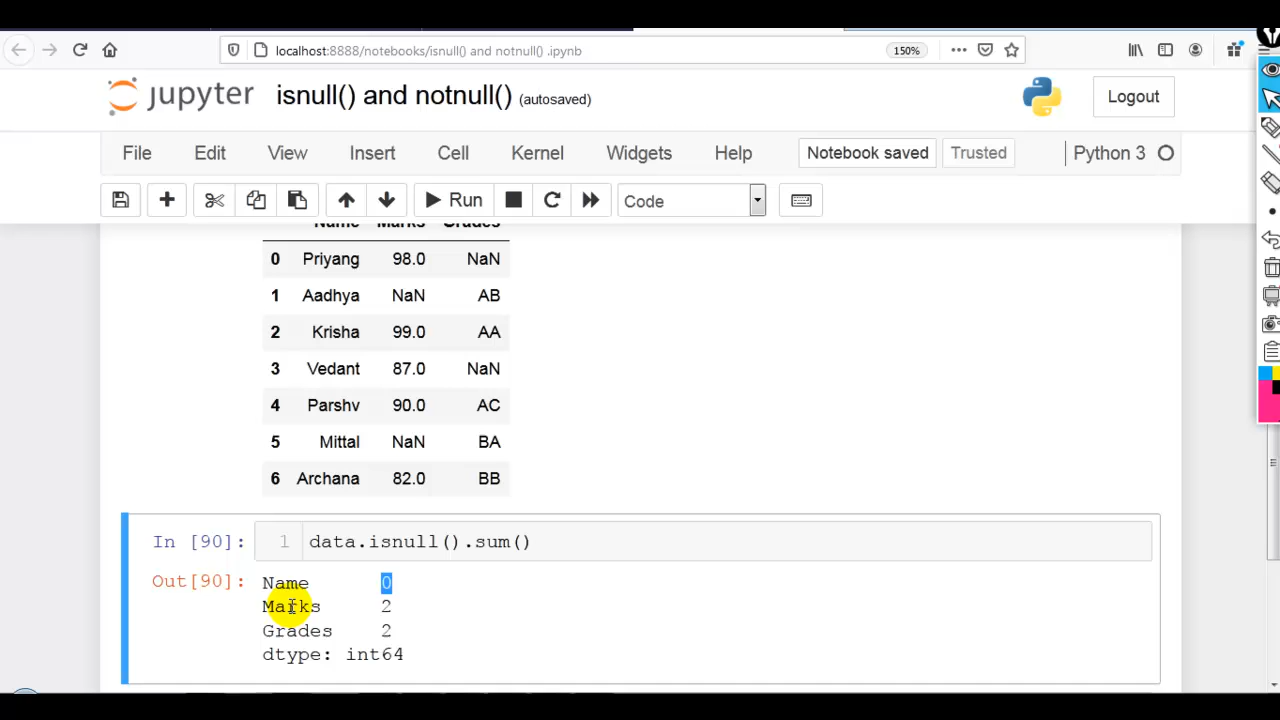 localhost:8888/notebooks/isnull() and notnull() .ipynb
150%
jupyter isnull() and notnull() (autosaved)
Logout
File Edit View Insert Cell Kernel Widgets Help
Notebook saved Trusted Python 3
Run Code
Name Marks Grades
0 Priyang 98.0 NaN
1 Aadhya NaN AB
2 Krisha 99.0 AA
3 Vedant 87.0 NaN
4 Parshv 90.0 AC
5 Mittal NaN BA
6 Archana 82.0 BB
In [90]: 1 data.isnull().sum()
Out[90]: Name 0
Marks 2
Grades 2
dtype: int64